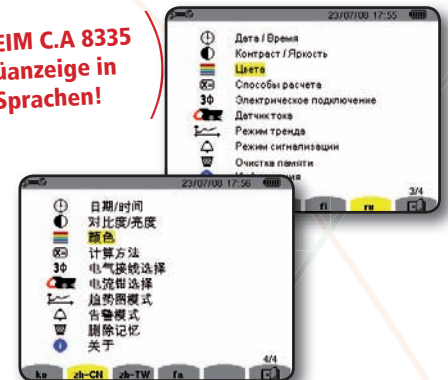 EIM C.A 8335
üanzeige in
Sprachen!
23/07/08 17:55
Дата / Время
Контраст / Яркость
Цвета
Способы расчета
3φ Электрическое подключение
Датчик тока
Режим тренда
Режим сигнализации
Очистка памяти
3/4
fi ru
23/07/08 17:56
日期/时间
对比度/亮度
颜色
计算方法
3φ 电气接线选择
电流钳选择
趋势图模式
告警模式
删除记忆
关于
4/4
ko zh-CN zh-TW fa